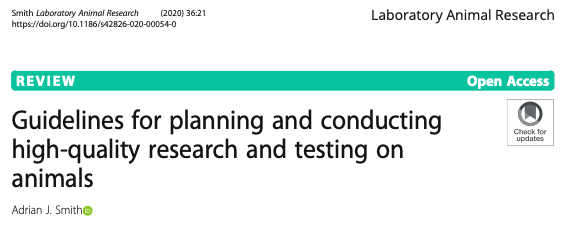 Smith Laboratory Animal Research (2020) 36:21
https://doi.org/10.1186/s42826-020-00054-0
Laboratory Animal Research
REVIEW Open Access
Guidelines for planning and conducting
high-quality research and testing on
animals
Check for
updates
Adrian J. Smith